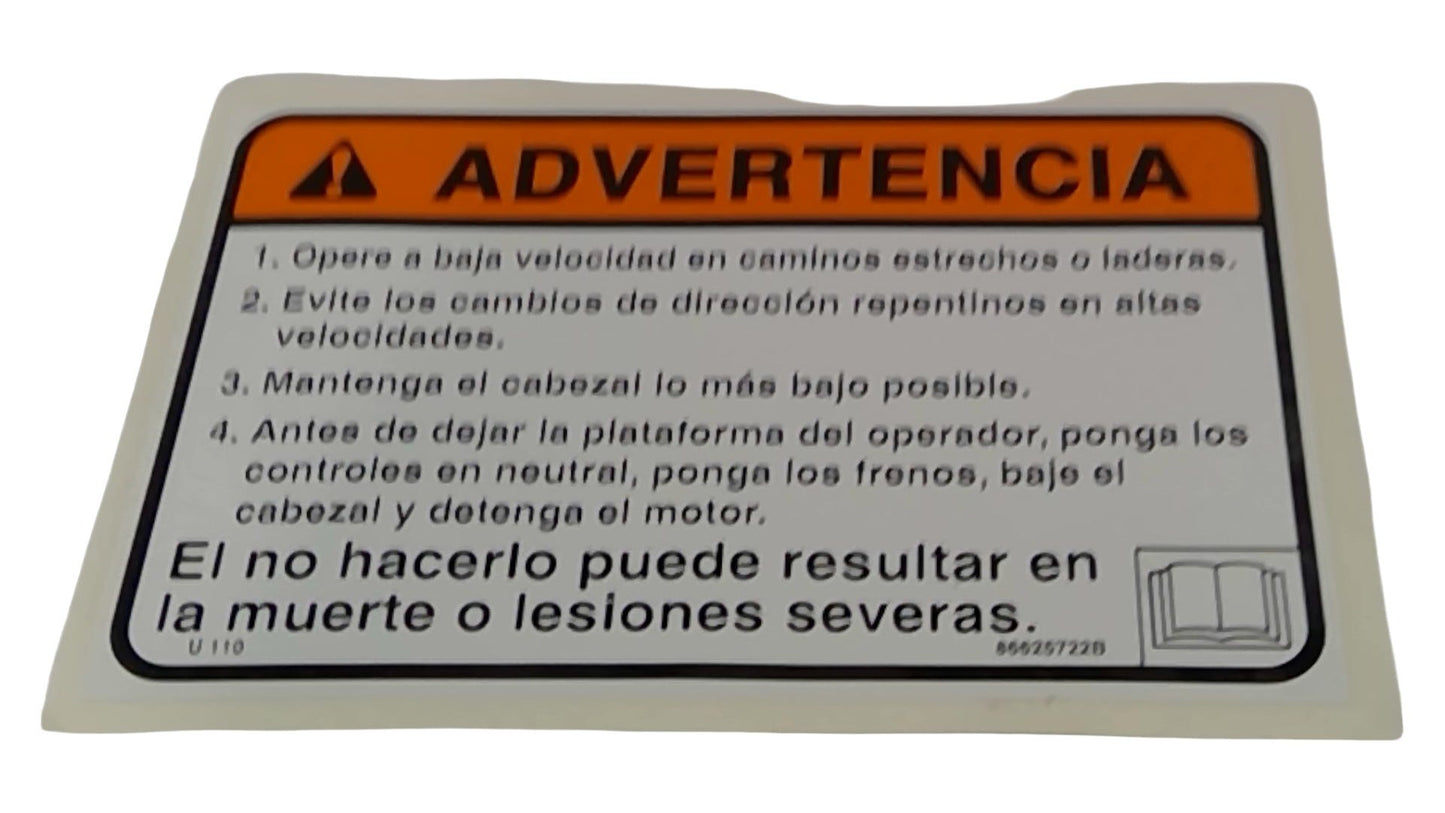 ADVERTENCIA
1. Opere a baja velocidad en caminos estrechos o laderas.
2. Evite los cambios de dirección repentinos en altas
velocidades.
3. Mantenga el cabezal lo más bajo posible.
4. Antes de dejar la plataforma del operador, ponga los
controles en neutral, ponga los frenos, baje el
cabezal y detenga el motor.
El no hacerlo puede resultar en
la muerte o lesiones severas.
U 110 86625722B